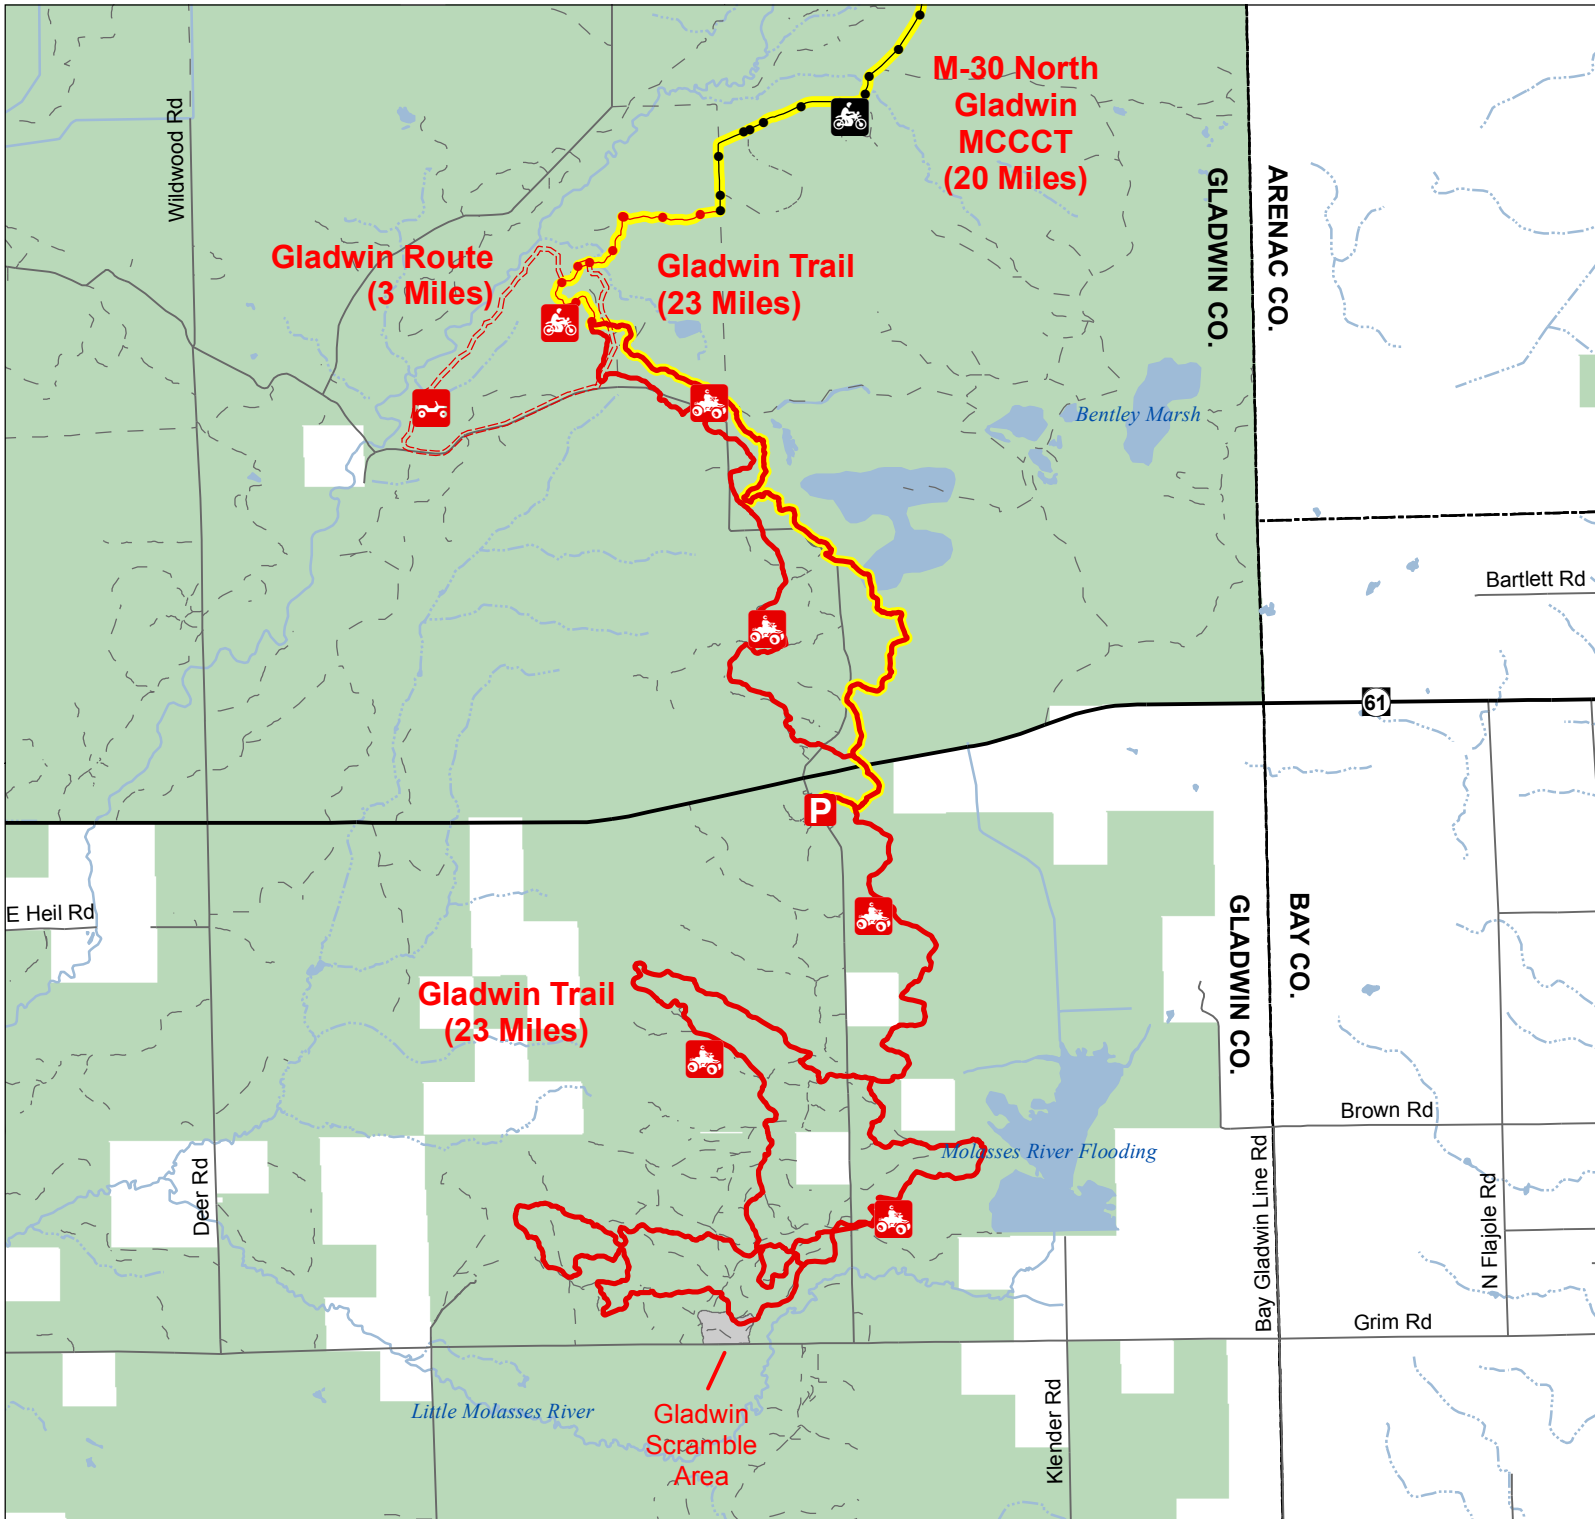 M-30 North
Gladwin
MCCCT
(20 Miles)
Wildwood Rd
GLADWIN CO.
ARENAC CO.
Gladwin Route
(3 Miles)
Gladwin Trail
(23 Miles)
Bentley Marsh
Bartlett Rd
61
P
E Heil Rd
GLADWIN CO.
BAY CO.
Gladwin Trail
(23 Miles)
Brown Rd
Molasses River Flooding
Deer Rd
Bay Gladwin Line Rd
N Flajole Rd
Grim Rd
Little Molasses River
Gladwin
Scramble
Area
Klender Rd